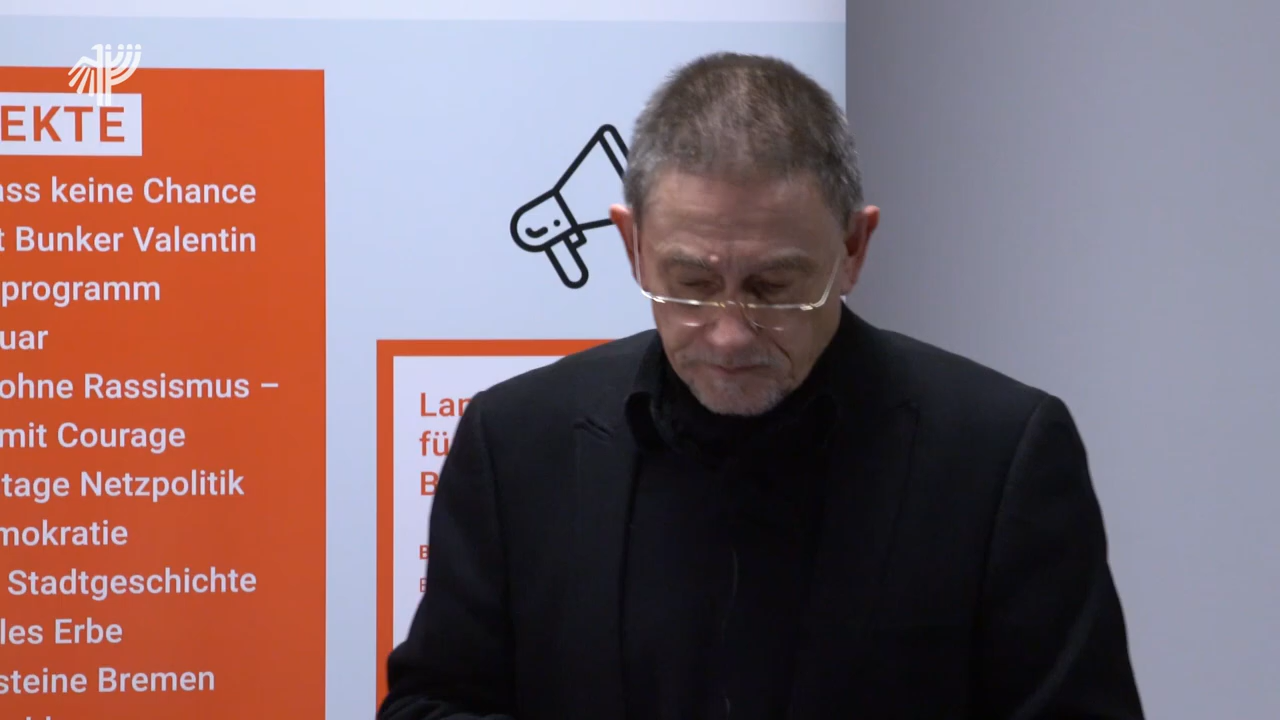 EKTE
ass keine Chance
t Bunker Valentin
programm
uar
ohne Rassismus –
mit Courage
tage Netzpolitik
mokratie
Stadtgeschichte
les Erbe
steine Bremen
Lan
fü
B
B
E